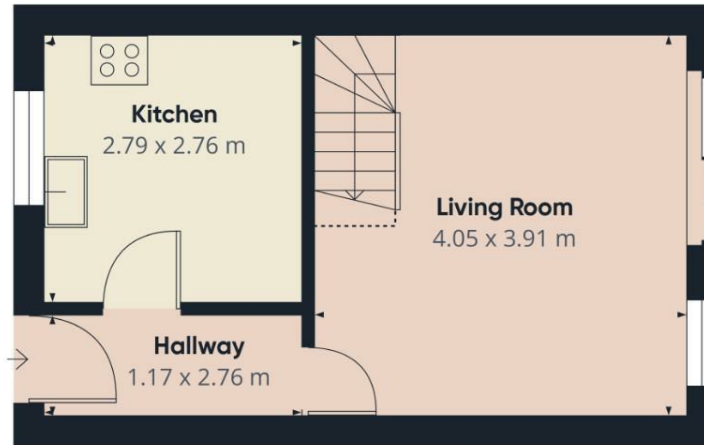 Kitchen
2.79 x 2.76 m
Living Room
4.05 x 3.91 m
Hallway
1.17 x 2.76 m